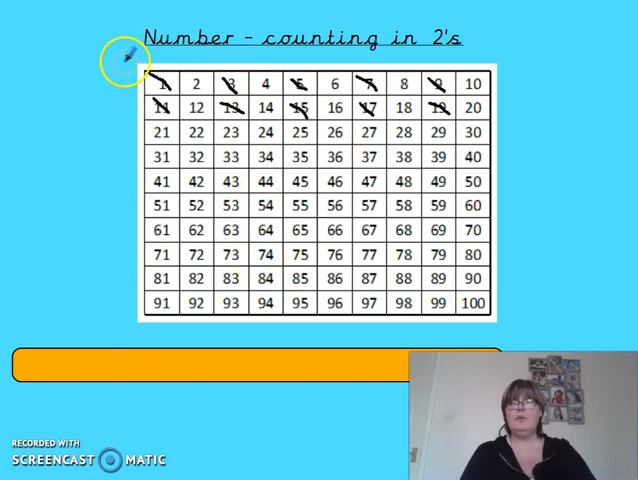 Number - counting in 2's
1 2 3 4 5 6 7 8 9 10
11 12 13 14 15 16 17 18 19 20
21 22 23 24 25 26 27 28 29 30
31 32 33 34 35 36 37 38 39 40
41 42 43 44 45 46 47 48 49 50
51 52 53 54 55 56 57 58 59 60
61 62 63 64 65 66 67 68 69 70
71 72 73 74 75 76 77 78 79 80
81 82 83 84 85 86 87 88 89 90
91 92 93 94 95 96 97 98 99 100
RECORDED WITH
SCREENCAST MATIC